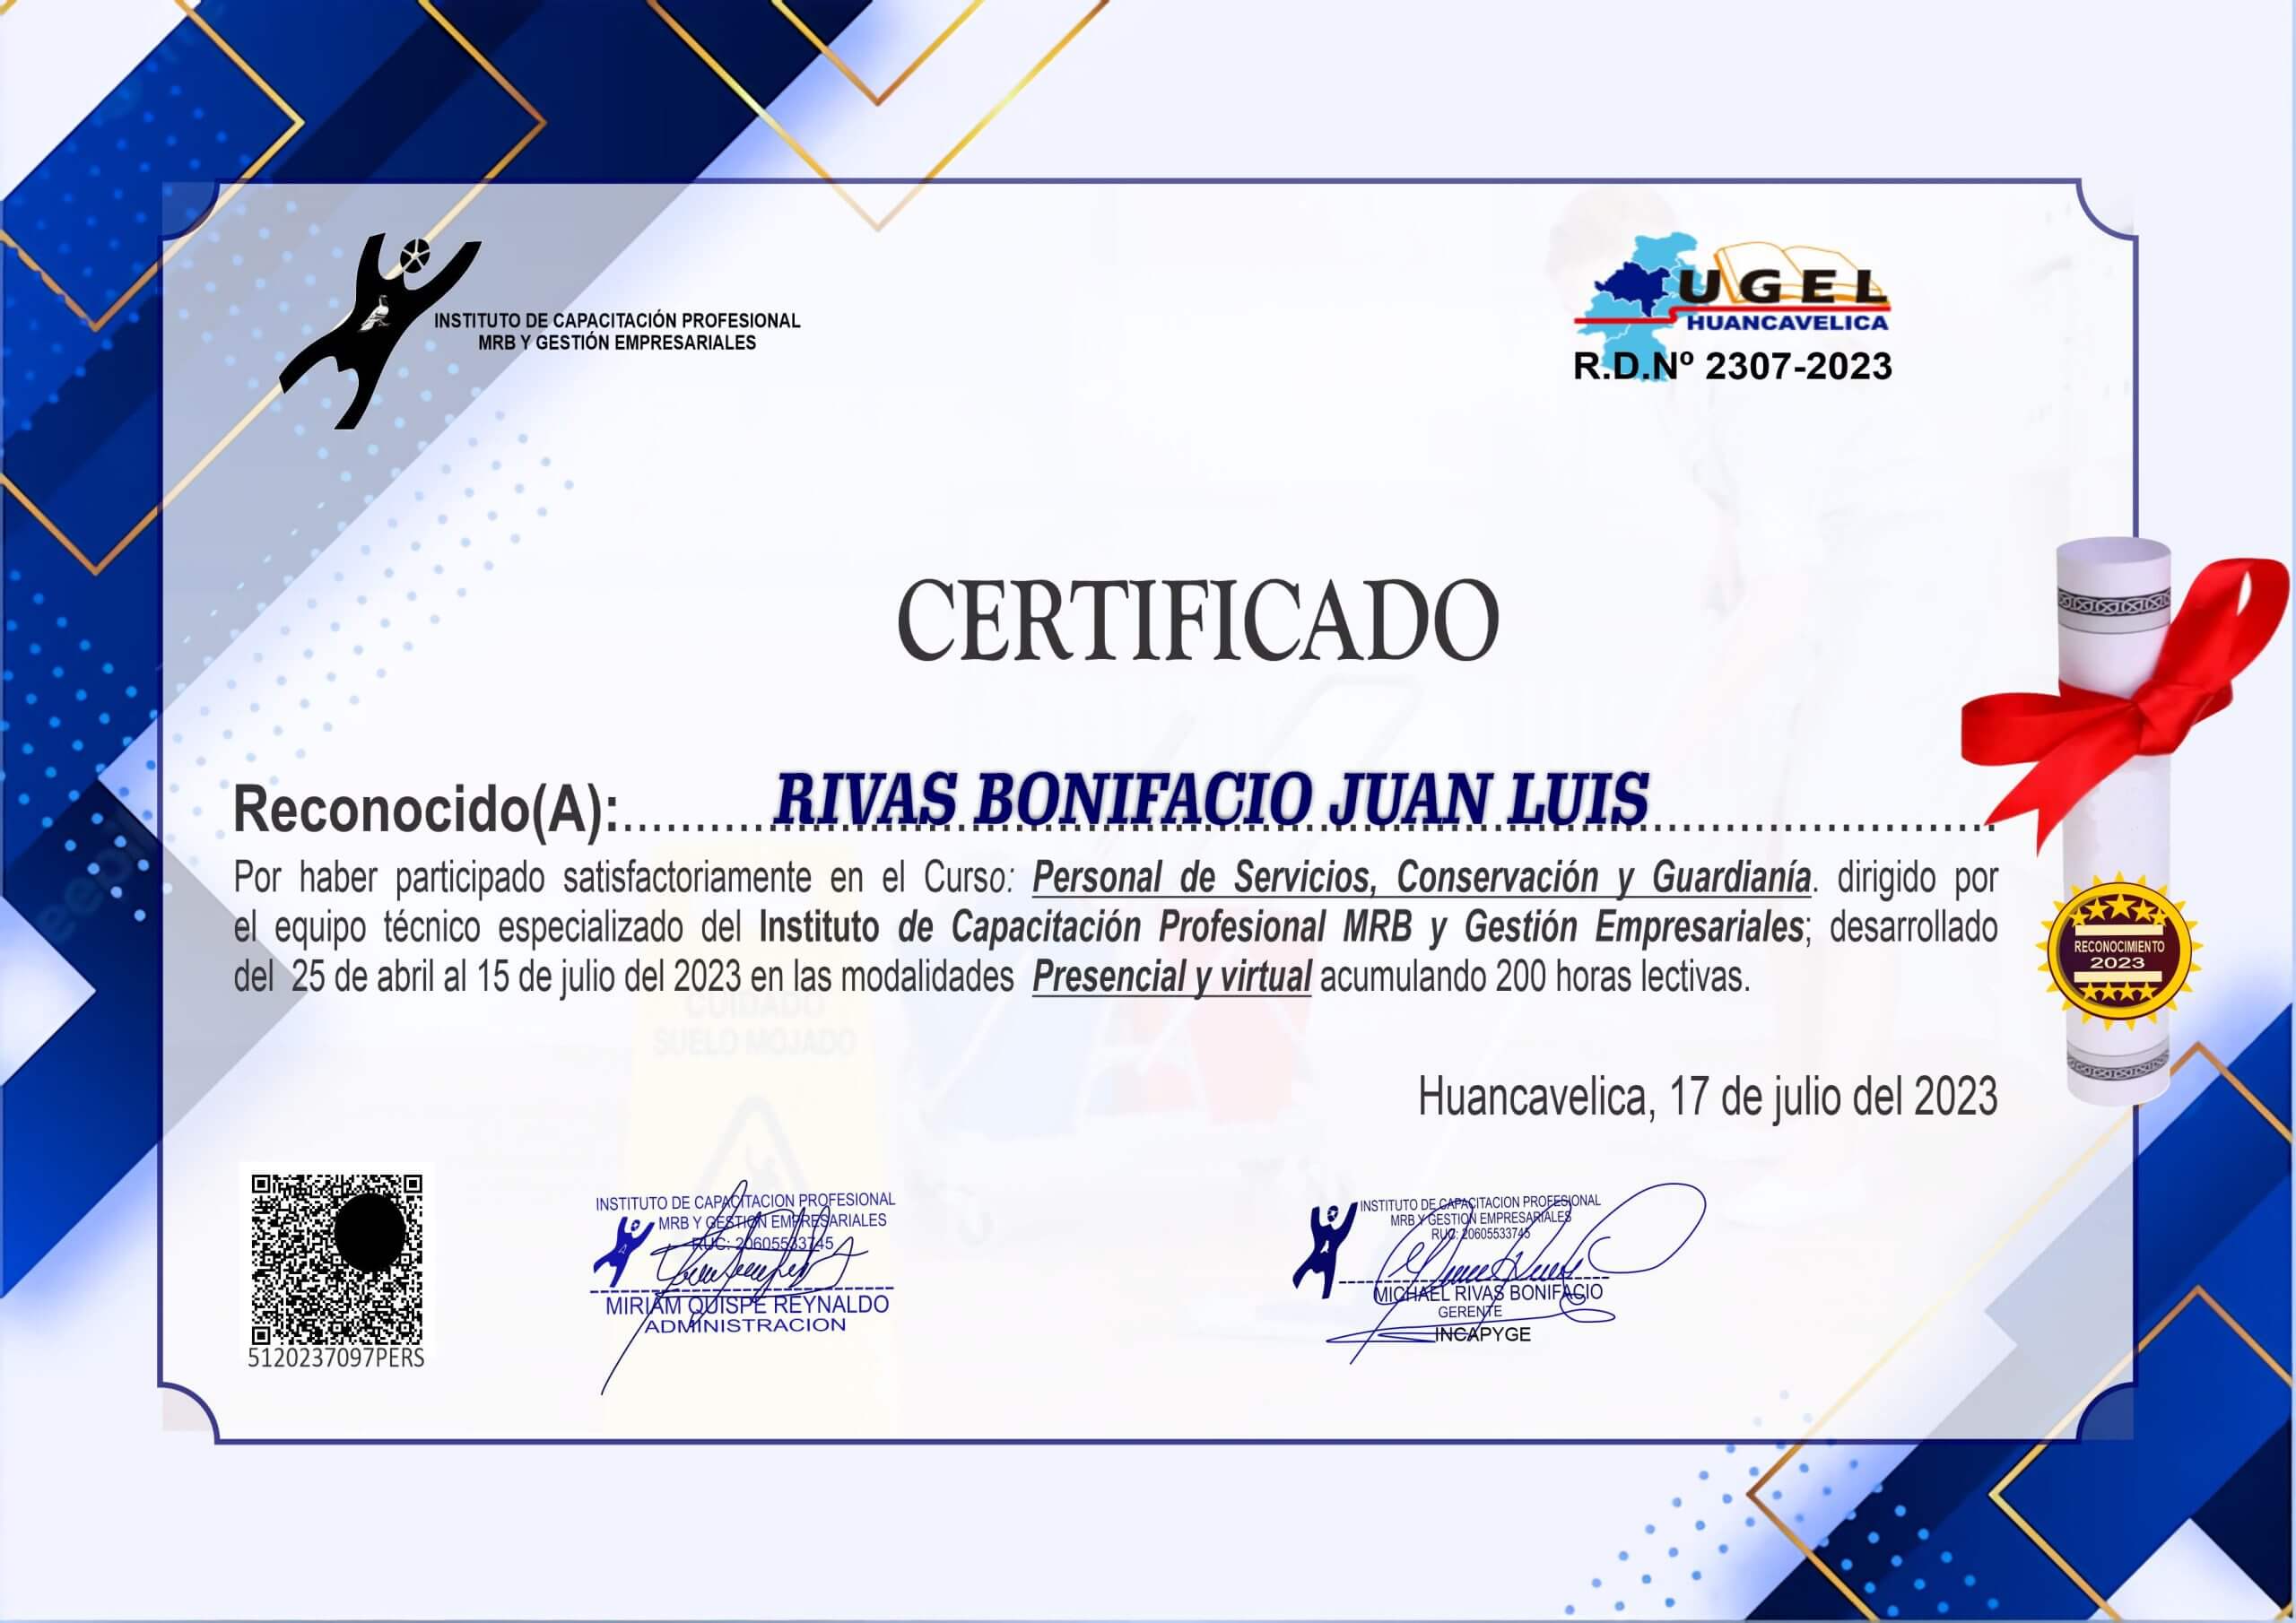 INSTITUTO DE CAPACITACIÓN PROFESIONAL
MRB Y GESTIÓN EMPRESARIALES
UGEL
HUANCAVELICA
R.D.Nº 2307-2023
CERTIFICADO
Reconocido(A):
RIVAS BONIFACIO JUAN LUIS
Por haber participado satisfactoriamente en el Curso: Personal de Servicios, Conservación y Guardianía. dirigido por
el equipo técnico especializado del Instituto de Capacitación Profesional MRB y Gestión Empresariales; desarrollado
del 25 de abril al 15 de julio del 2023 en las modalidades Presencial y virtual acumulando 200 horas lectivas.
RECONOCIMIENTO
2023
CUIDADO
SUELO MOJADO
Huancavelica, 17 de julio del 2023
5120237097PERS
INSTITUTO DE CAPACITACION PROFESIONAL
MRB Y GESTION EMPRESARIALES
RUC: 20605533745
MIRIAM QUISPE REYNALDO
ADMINISTRACION
INSTITUTO DE CAPACITACION PROFESIONAL
MRB Y GESTION EMPRESARIALES
RUC: 20605533745
MICHAEL RIVAS BONIFACIO
GERENTE
INCAPYGE